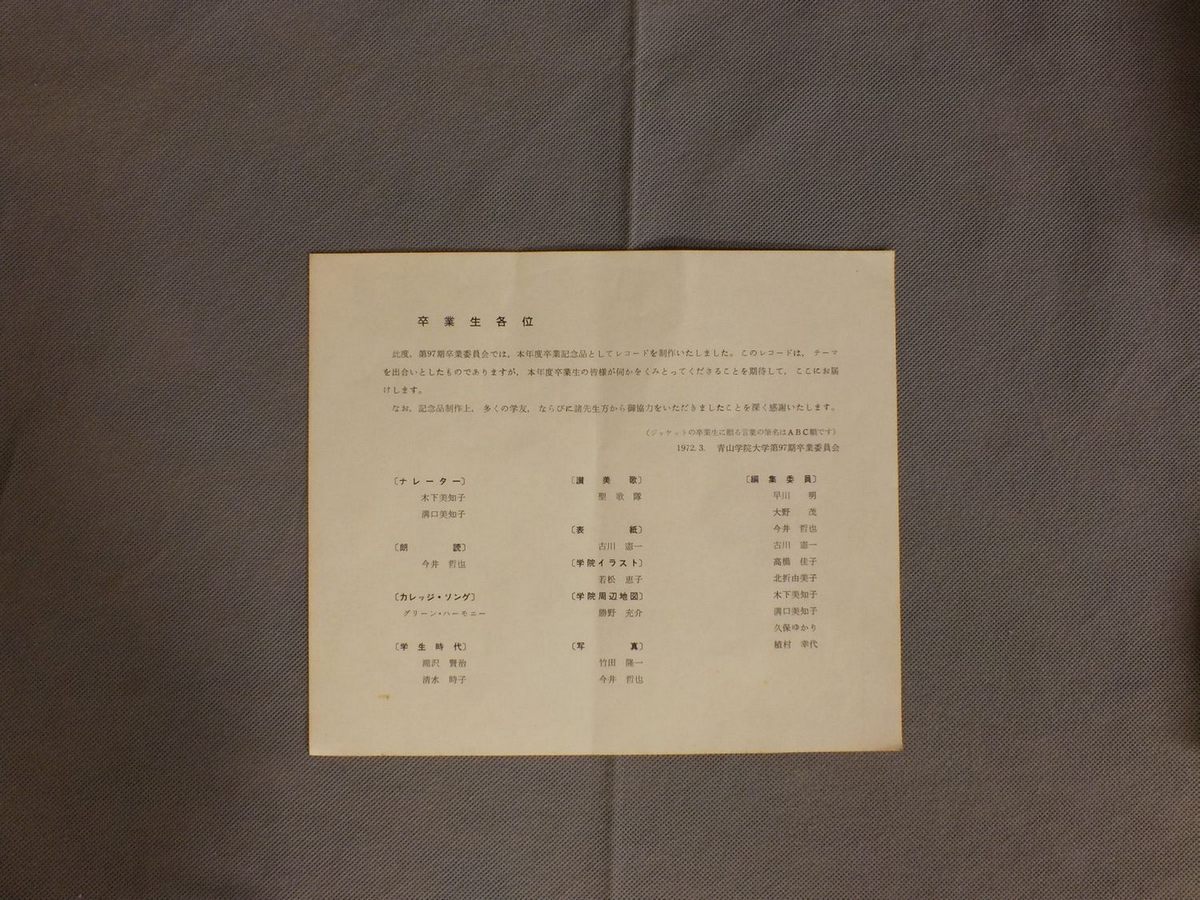 卒業生各位
此度、第97期卒業委員会では、本年度卒業記念品としてレコードを制作いたしました。このレコードは、テーマ
を出会いとしたものでありますが、本年度卒業生の皆様が何かをくみとってくださることを期待して、ここにお届
けします。
なお、記念品制作上、多くの学友、ならびに諸先生方から御協力をいただきましたことを深く感謝いたします。
(ジャケットの卒業生に贈る言葉の筆名はABC順です)
1972.3. 青山学院大学第97期卒業委員会
〔ナレーター〕
木下美知子
溝口美知子
〔朗読〕
今井 哲也
〔カレッジ・ソング〕
グリーン・ハーモニー
〔学生時代〕
滝沢 賢治
清水 時子
〔讃美歌〕
聖歌隊
〔表紙〕
古川 憲一
〔学院イラスト〕
若松 恵子
〔学院周辺地図〕
勝野 充介
〔写真〕
竹田 隆一
今井 哲也
〔編集委員〕
早川 明
大野 茂
今井 哲也
古川 憲一
高橋 佳子
北折由美子
木下美知子
溝口美知子
久保ゆかり
植村 幸代